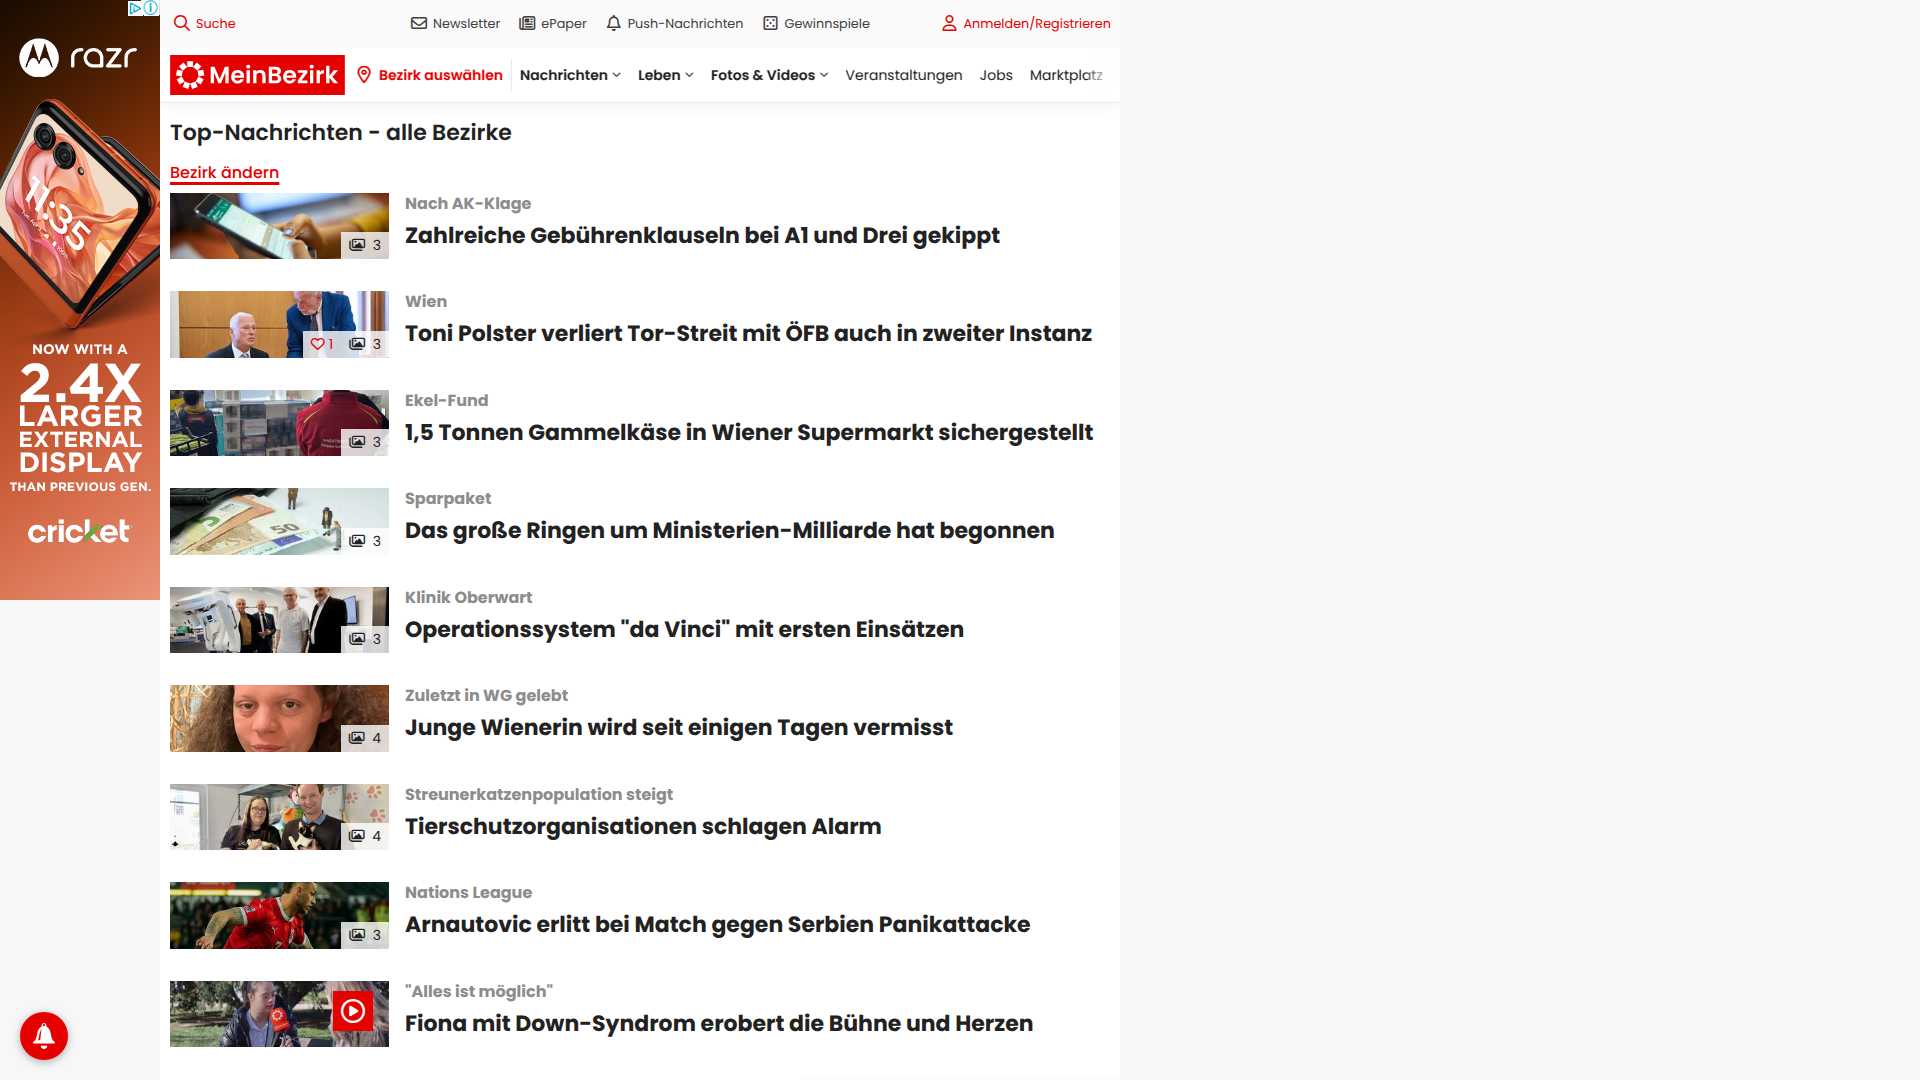 razr
11:35
NOW WITH A
2.4X
LARGER
EXTERNAL
DISPLAY
THAN PREVIOUS GEN.
cricket
Suche
Newsletter
ePaper
Push-Nachrichten
Gewinnspiele
Anmelden/Registrieren
MeinBezirk
Bezirk auswählen
Nachrichten
Leben
Fotos & Videos
Veranstaltungen
Jobs
Marktplatz
Top-Nachrichten - alle Bezirke
Bezirk ändern
3
Nach AK-Klage
Zahlreiche Gebührenklauseln bei A1 und Drei gekippt
1 3
Wien
Toni Polster verliert Tor-Streit mit ÖFB auch in zweiter Instanz
3
Ekel-Fund
1,5 Tonnen Gammelkäse in Wiener Supermarkt sichergestellt
50
3
Sparpaket
Das große Ringen um Ministerien-Milliarde hat begonnen
3
Klinik Oberwart
Operationssystem "da Vinci" mit ersten Einsätzen
4
Zuletzt in WG gelebt
Junge Wienerin wird seit einigen Tagen vermisst
4
Streunerkatzenpopulation steigt
Tierschutzorganisationen schlagen Alarm
3
Nations League
Arnautovic erlitt bei Match gegen Serbien Panikattacke
"Alles ist möglich"
Fiona mit Down-Syndrom erobert die Bühne und Herzen